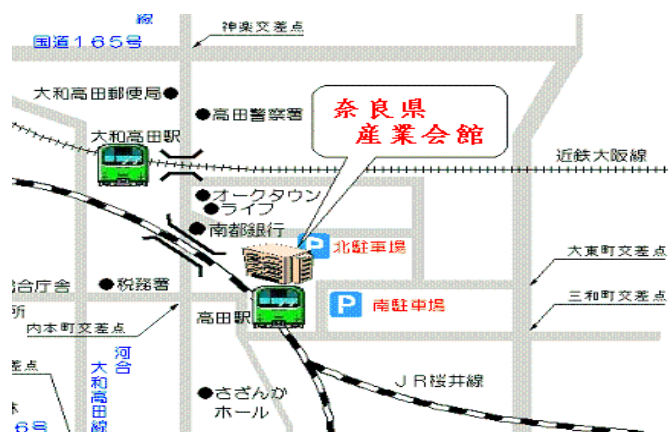 線
国道165号
神楽交差点
大和高田郵便局
高田警察署
奈良県
産業会館
大和高田駅
近鉄大阪線
オークタウン
ライフ
南都銀行
P 北駐車場
大東町交差点
合庁舎
税務署
P 南駐車場
三和町交差点
所
内本町交差点
高田駅
河合
大和高田線
差点
JR桜井線
さざんか
ホール
6号